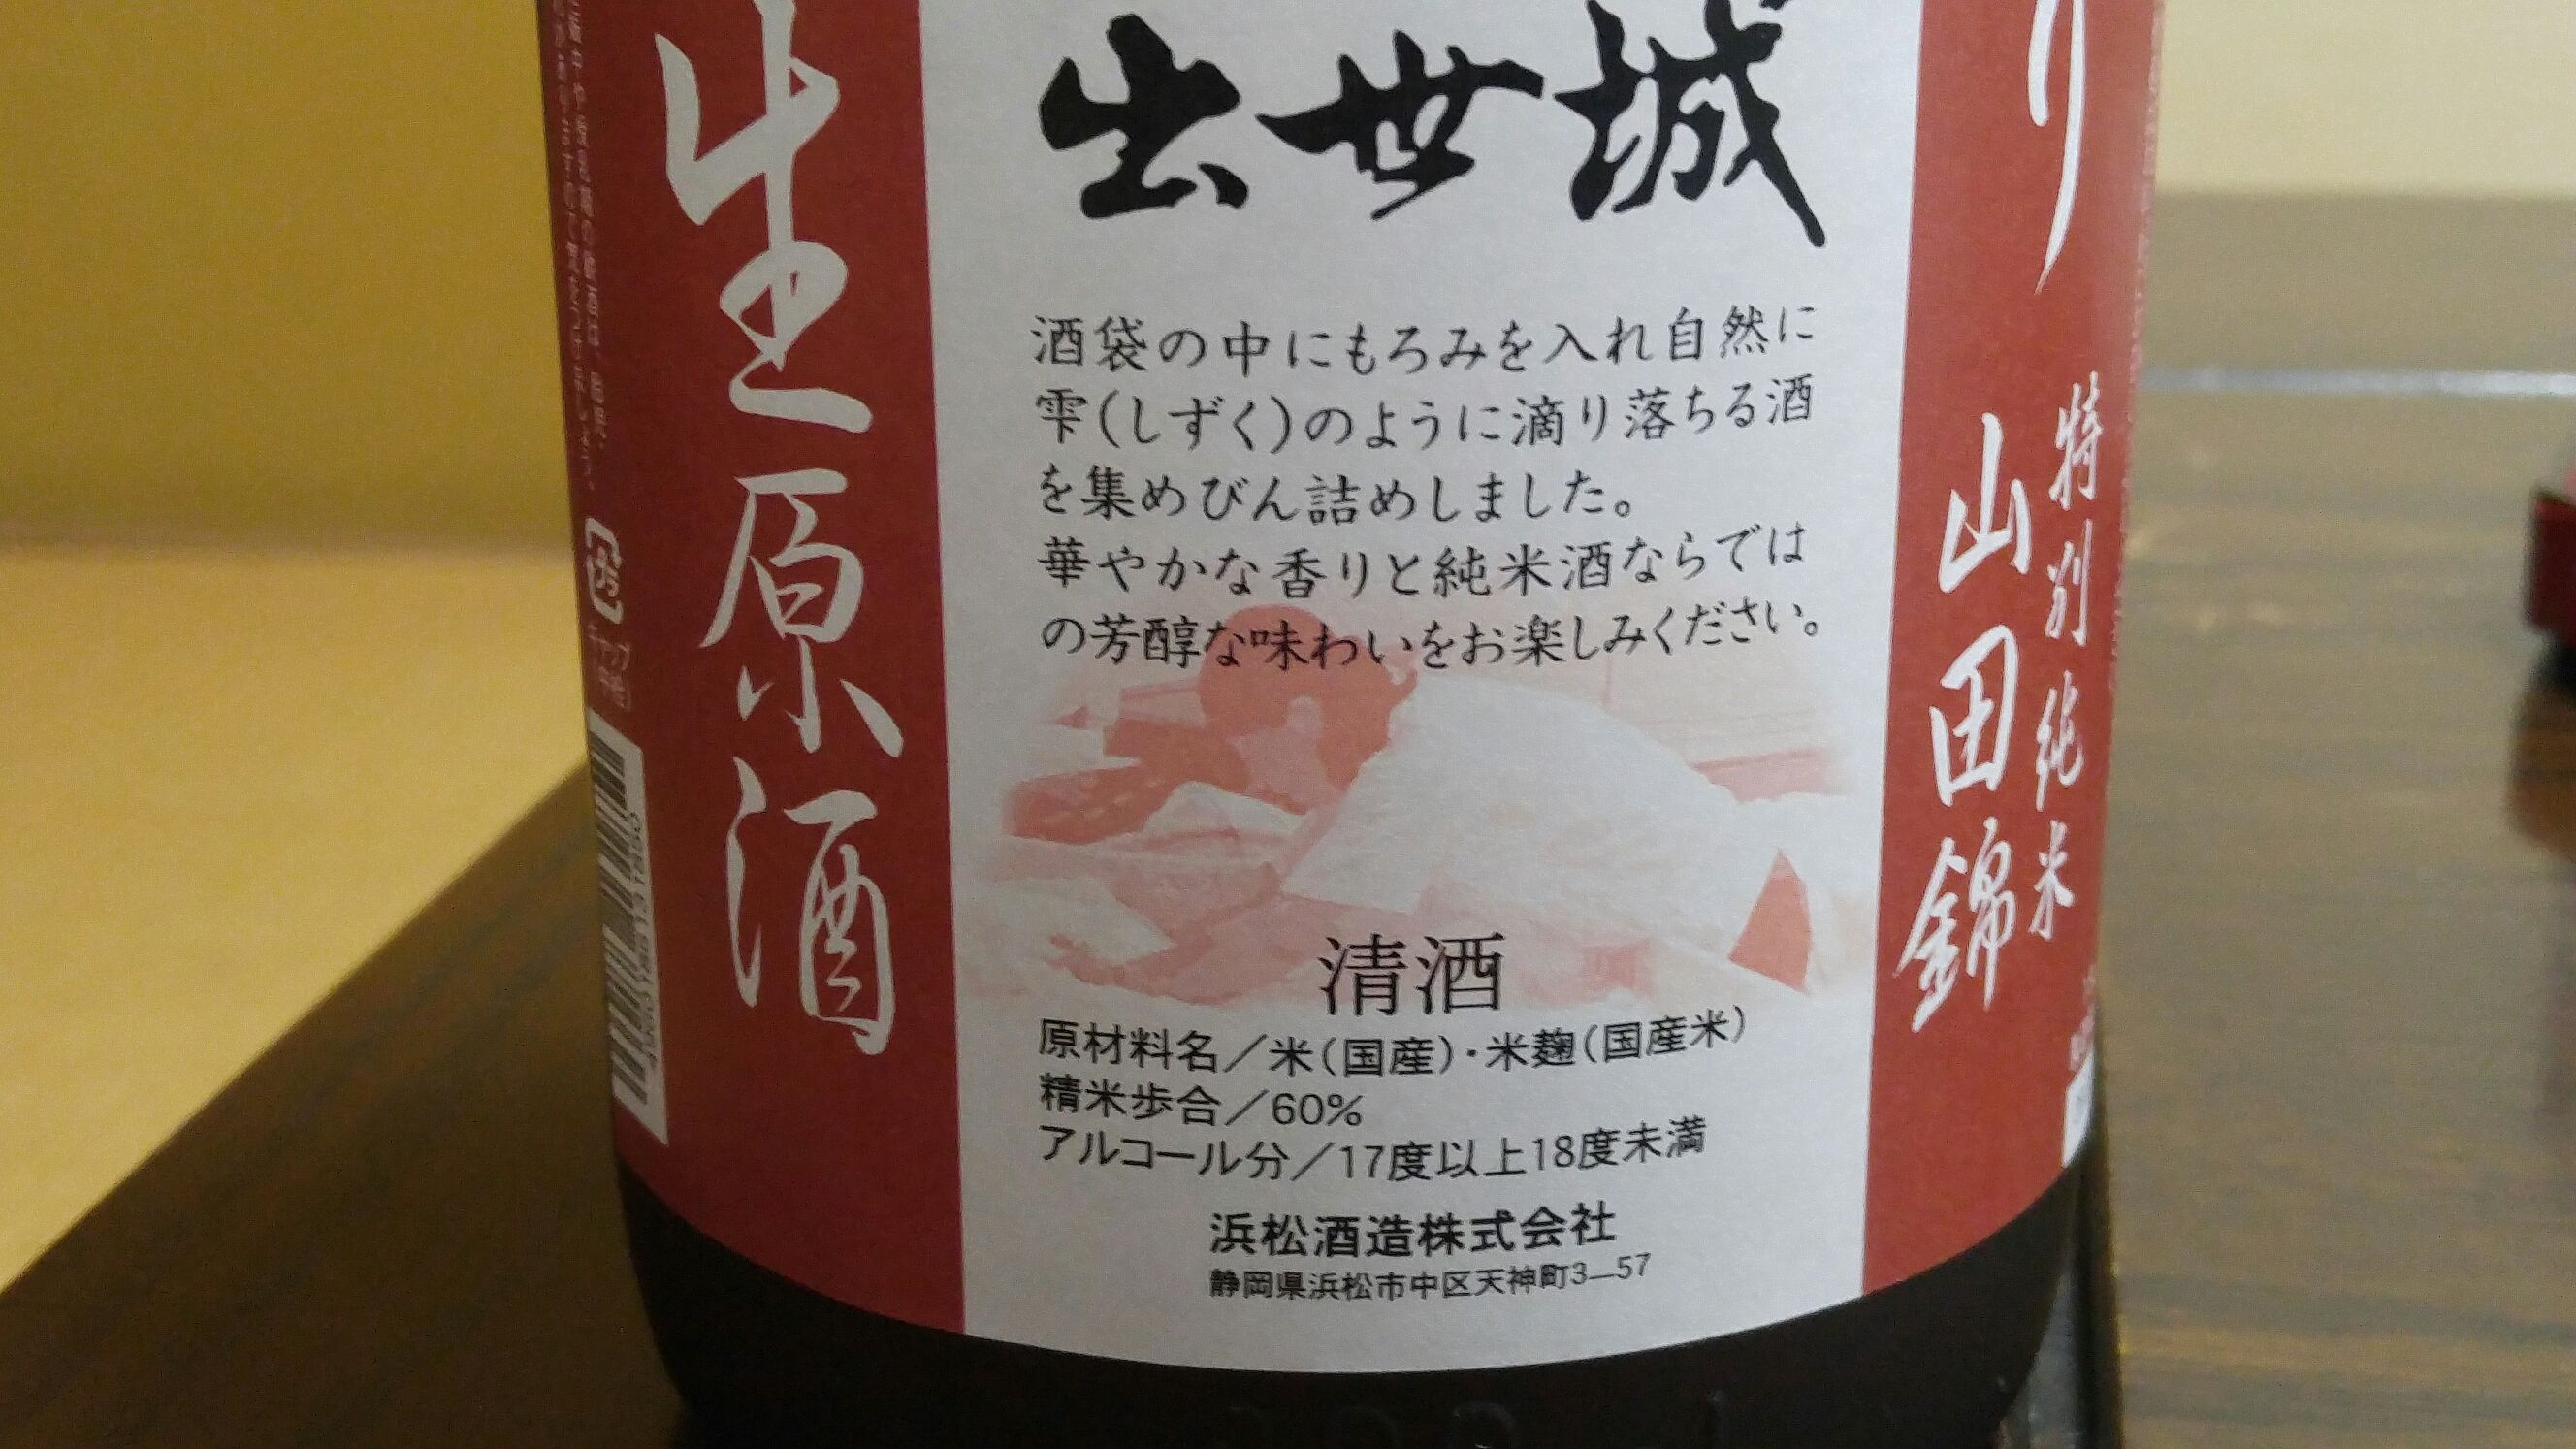 出世城
酒袋の中にもろみを入れ自然に
雫(しずく)のように滴り落ちる酒
を集めびん詰めしました。
華やかな香りと純米酒ならでは
の芳醇な味わいをお楽しみください。
清酒
原材料名/米(国産)・米麹(国産米)
精米歩合/60%
アルコール分/17度以上18度未満
浜松酒造株式会社
静岡県浜松市中区天神町3-57
り
特別純米
山田錦
生原酒